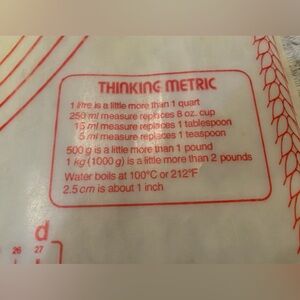 THINKING METRIC
1 litre is a little more than 1 quart
250 ml measure replaces 8 oz. cup
15 ml measure replaces 1 tablespoon
5 ml measure replaces 1 teaspoon
500 g is a little more than 1 pound
1 kg (1000 g) is a little more than 2 pounds
Water boils at 100°C or 212°F
2.5 cm is about 1 inch
d
26 27